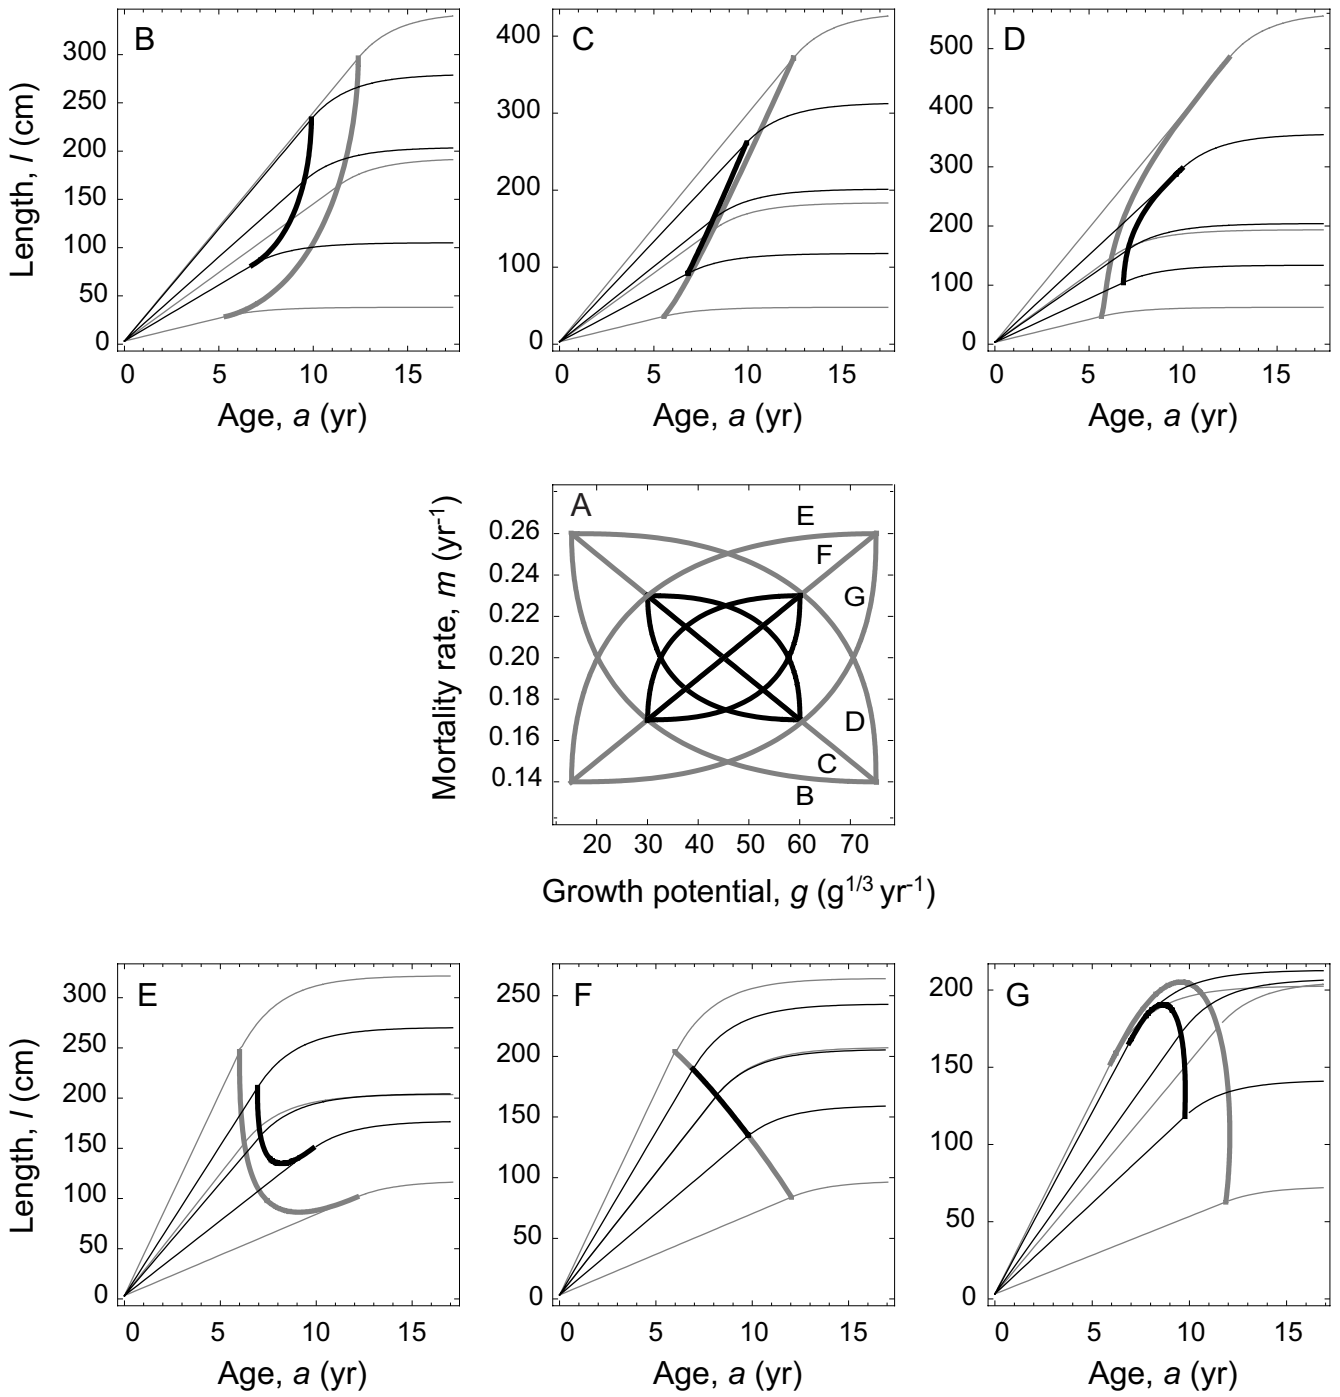 B
C
D
300
250
200
150
100
50
0
400
300
200
100
0
500
400
300
200
100
0
Length, l (cm)
0 5 10 15
0 5 10 15
0 5 10 15
Age, a (yr)
Age, a (yr)
Age, a (yr)
A
E
F
G
D
C
B
0.26
0.24
0.22
0.20
0.18
0.16
0.14
Mortality rate, m (yr-1)
20 30 40 50 60 70
Growth potential, g (g1/3 yr-1)
E
F
G
300
250
200
150
100
50
0
250
200
150
100
50
0
200
150
100
50
0
Length, l (cm)
0 5 10 15
0 5 10 15
0 5 10 15
Age, a (yr)
Age, a (yr)
Age, a (yr)